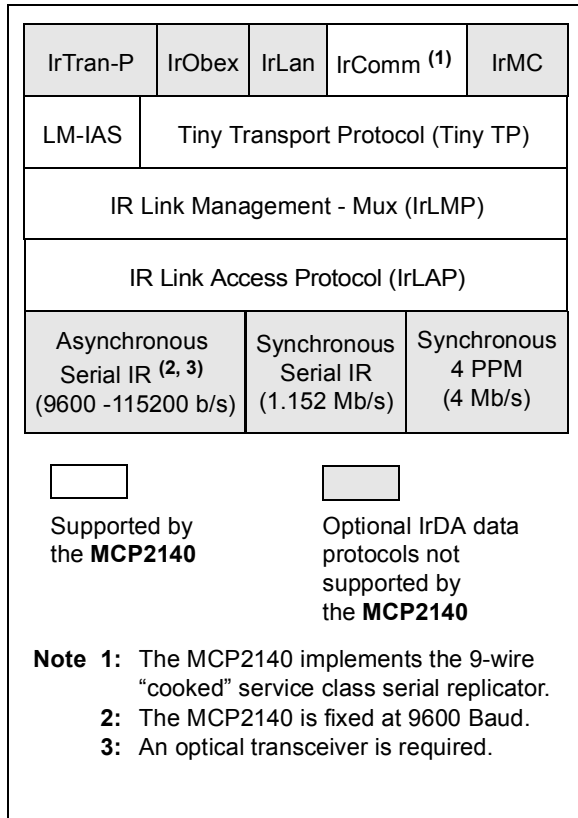 IrTran-P IrObex IrLan IrComm (1) IrMC
LM-IAS Tiny Transport Protocol (Tiny TP)
IR Link Management - Mux (IrLMP)
IR Link Access Protocol (IrLAP)
Asynchronous
Serial IR (2, 3)
(9600 -115200 b/s)
Synchronous
Serial IR
(1.152 Mb/s)
Synchronous
4 PPM
(4 Mb/s)
Supported by
the MCP2140
Optional IrDA data
protocols not
supported by
the MCP2140
Note 1: The MCP2140 implements the 9-wire
“cooked” service class serial replicator.
2: The MCP2140 is fixed at 9600 Baud.
3: An optical transceiver is required.